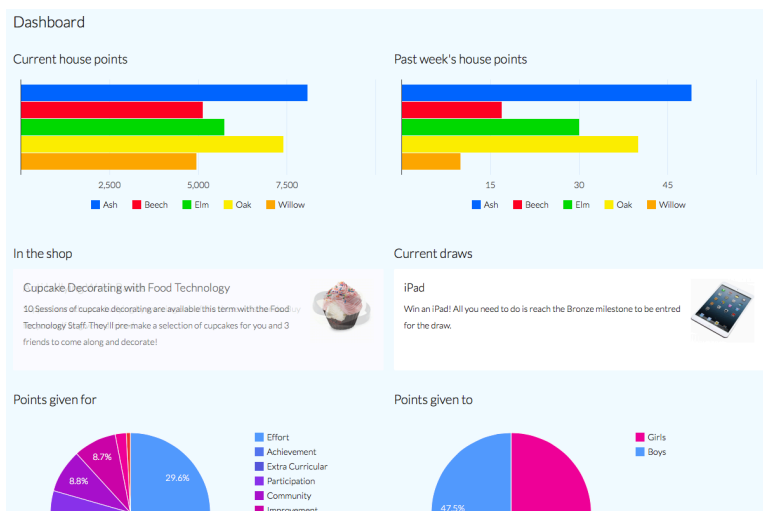 Dashboard
Current house points
Past week's house points
2,500 5,000 7,500
15 30 45
Ash Beech Elm Oak Willow
Ash Beech Elm Oak Willow
In the shop
Current draws
Cupcake Decorating with Food Technology
10 Sessions of cupcake decorating are available this term with the Food
Technology Staff. They'll pre-make a selection of cupcakes for you and 3
friends to come along and decorate!
iPad
Win an iPad! All you need to do is reach the Bronze milestone to be entred
for the draw.
Points given for
Points given to
8.7%
8.8%
29.6%
Effort
Achievement
Extra Curricular
Participation
Community
Improvement
47.5%
Girls
Boys